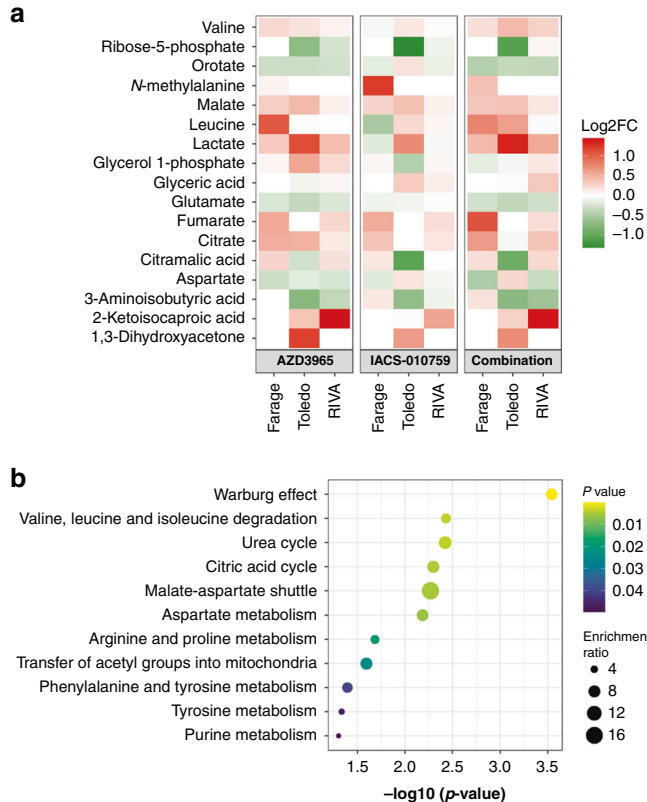 a
Valine
Ribose-5-phosphate
Orotate
N-methylalanine
Malate
Leucine
Lactate
Glycerol 1-phosphate
Glyceric acid
Glutamate
Fumarate
Citrate
Citramalic acid
Aspartate
3-Aminoisobutyric acid
2-Ketoisocaproic acid
1,3-Dihydroxyacetone
AZD3965 IACS-010759 Combination
Farage Toledo RIVA Farage Toledo RIVA Farage Toledo RIVA
Log2FC
1.0
0.5
0.0
−0.5
−1.0
b
Warburg effect
Valine, leucine and isoleucine degradation
Urea cycle
Citric acid cycle
Malate-aspartate shuttle
Aspartate metabolism
Arginine and proline metabolism
Transfer of acetyl groups into mitochondria
Phenylalanine and tyrosine metabolism
Tyrosine metabolism
Purine metabolism
1.5 2.0 2.5 3.0 3.5
−log10 (p-value)
P value
0.01
0.02
0.03
0.04
Enrichmen
ratio
4
8
12
16